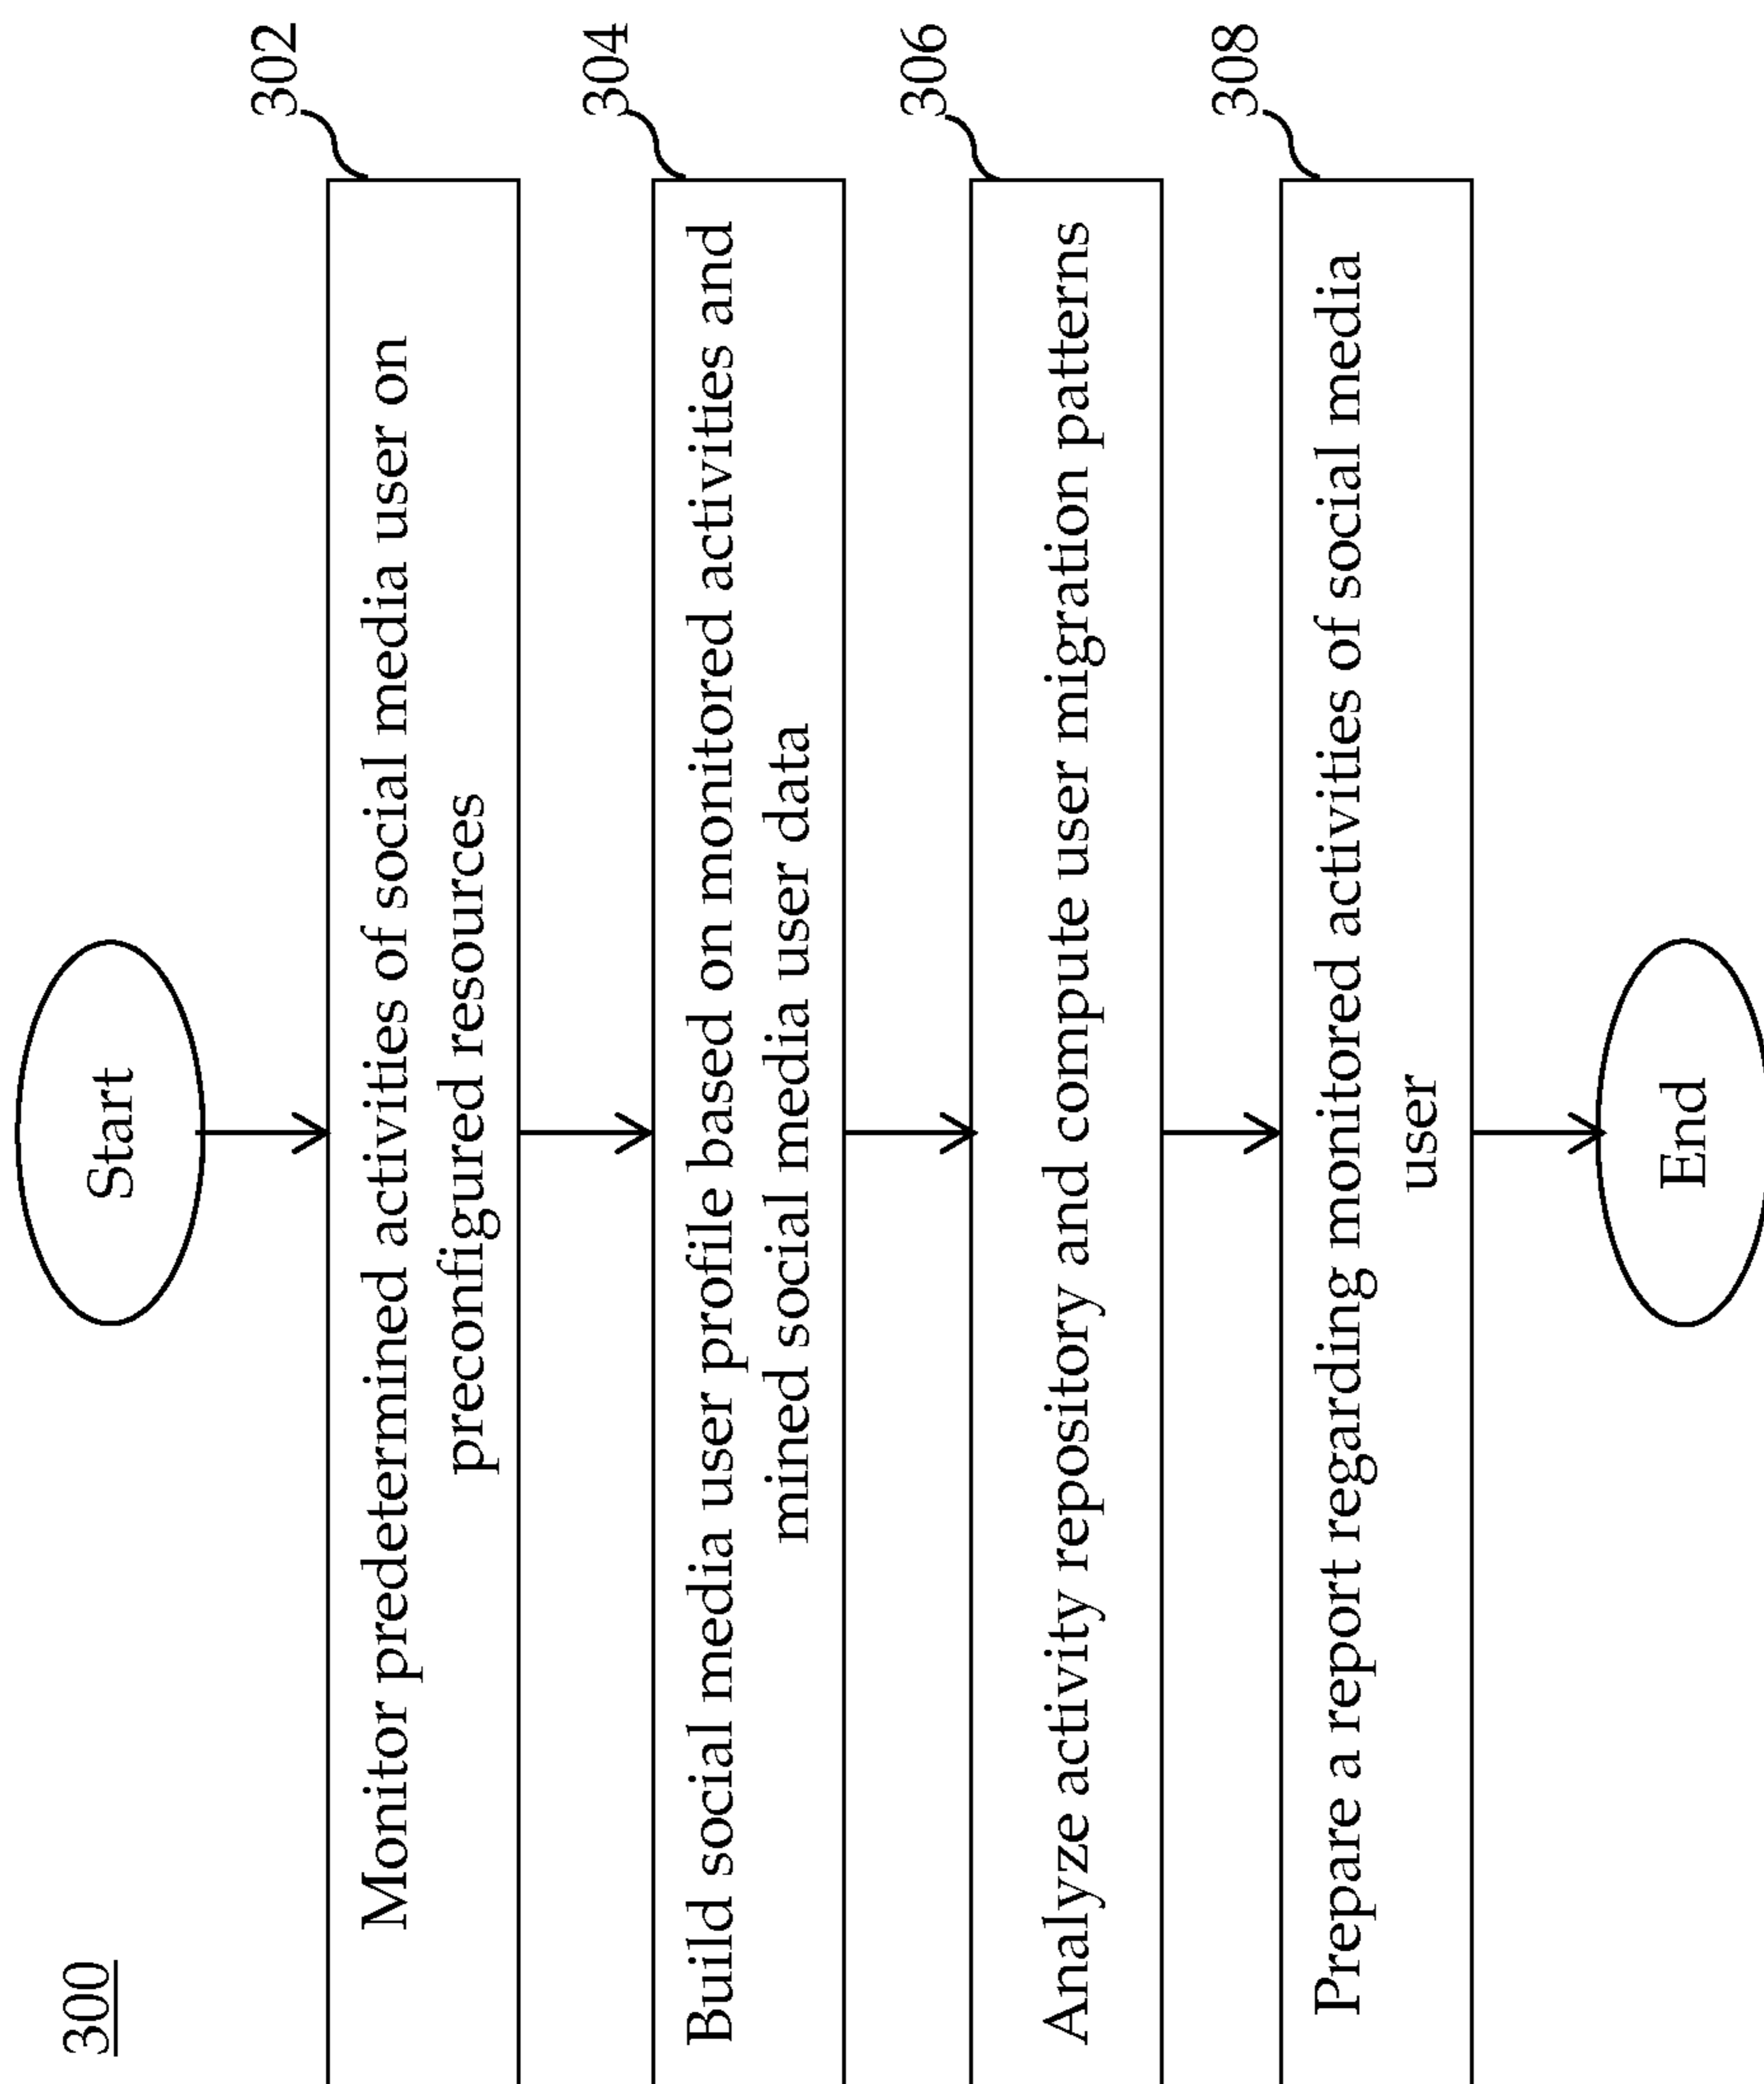 300
Start
302
Monitor predetermined activities of social media user on
preconfigured resources
304
Build social media user profile based on monitored activities and
mined social media user data
306
Analyze activity repository and compute user migration patterns
308
Prepare a report regarding monitored activities of social media
user
End